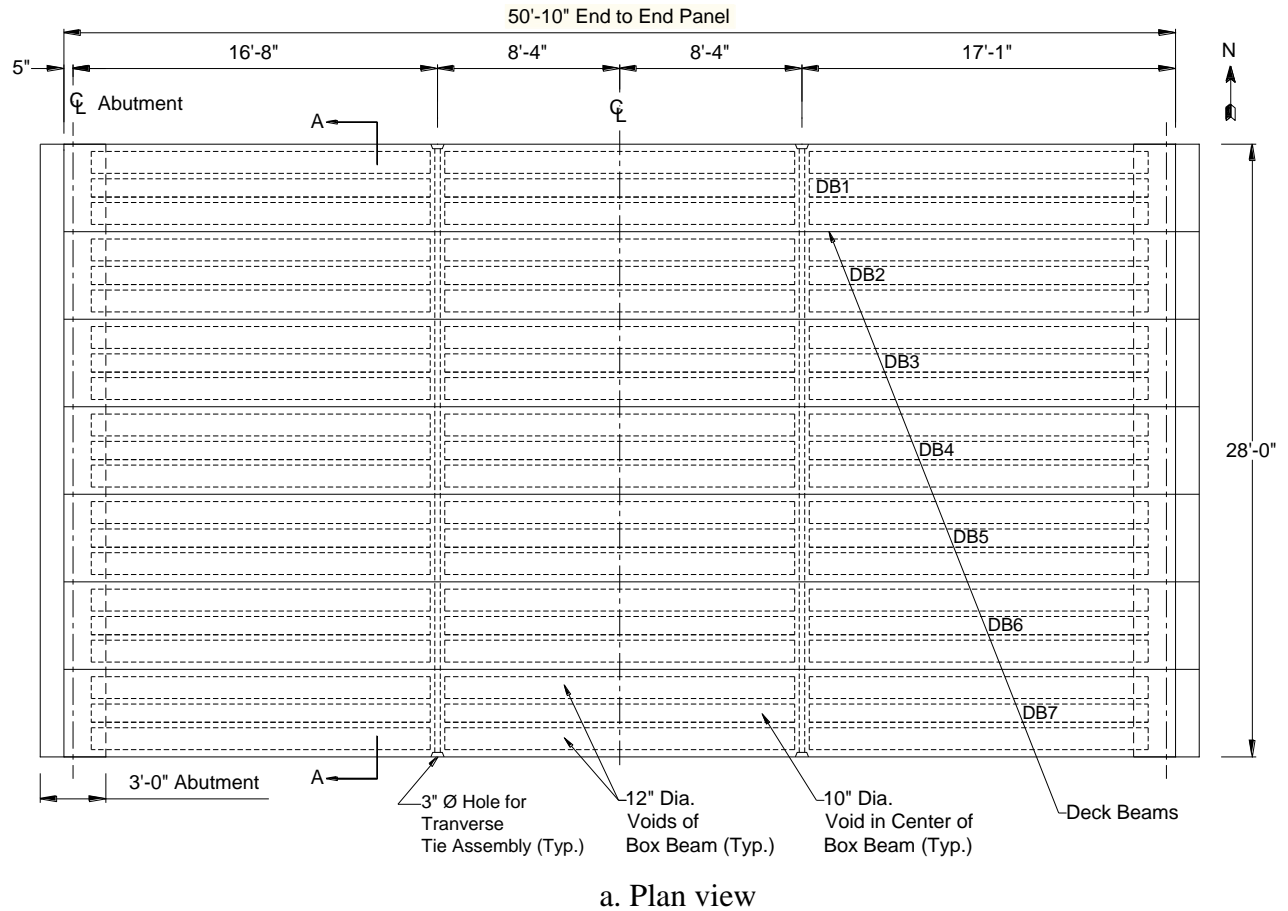 50'-10" End to End Panel
16'-8"
8'-4"
8'-4"
17'-1"
5"
N
℄ Abutment
℄
A
DB1
DB2
DB3
DB4
28'-0"
DB5
DB6
DB7
A
3'-0" Abutment
3" Ø Hole for
Tranverse
Tie Assembly (Typ.)
12" Dia.
Voids of
Box Beam (Typ.)
10" Dia.
Void in Center of
Box Beam (Typ.)
Deck Beams
a. Plan view